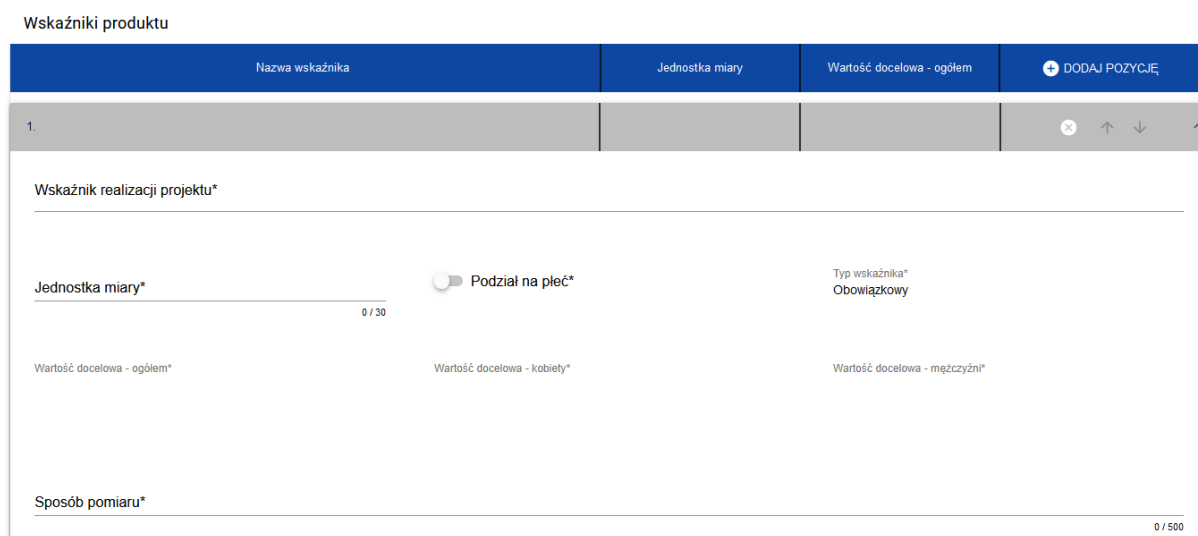 Wskaźniki produktu
Nazwa wskaźnika Jednostka miary Wartość docelowa - ogółem DODAJ POZYCJĘ
1.
Wskaźnik realizacji projektu*
Jednostka miary* Podział na płeć* Typ wskaźnika*
Obowiązkowy
0 / 30
Wartość docelowa - ogółem* Wartość docelowa - kobiety* Wartość docelowa - mężczyźni*
Sposób pomiaru*
0 / 500